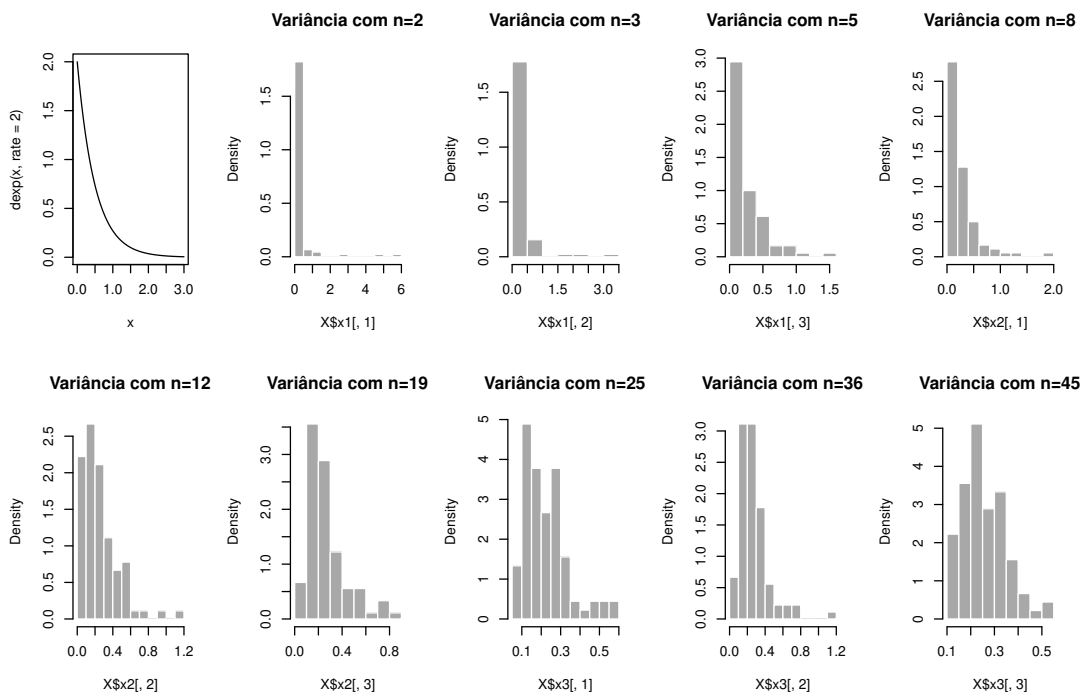 Variância com n=2
Variância com n=3
Variância com n=5
Variância com n=8
dexp(x, rate = 2)
0.0 0.5 1.0 1.5 2.0
0.0 1.0 2.0 3.0
x
Density
0.0 0.5 1.0 1.5
0 1 2 3 4 5 6
X$x1[, 1]
Density
0.0 0.5 1.0 1.5
0.0 1.5 3.0
X$x1[, 2]
Density
0.0 0.5 1.0 1.5 2.0 2.5 3.0
0.0 0.5 1.0 1.5
X$x1[, 3]
Density
0.0 0.5 1.0 1.5 2.0 2.5
0.0 1.0 2.0
X$x2[, 1]
Variância com n=12
Variância com n=19
Variância com n=25
Variância com n=36
Variância com n=45
Density
0.0 0.5 1.0 1.5 2.0 2.5
0.0 0.4 0.8 1.2
X$x2[, 2]
Density
0.0 1.0 2.0 3.0
0.0 0.4 0.8
X$x2[, 3]
Density
0 1 2 3 4 5
0.1 0.3 0.5
X$x3[, 1]
Density
0.0 0.5 1.0 1.5 2.0 2.5 3.0
0.0 0.4 0.8 1.2
X$x3[, 2]
Density
0 1 2 3 4 5
0.1 0.3 0.5
X$x3[, 3]